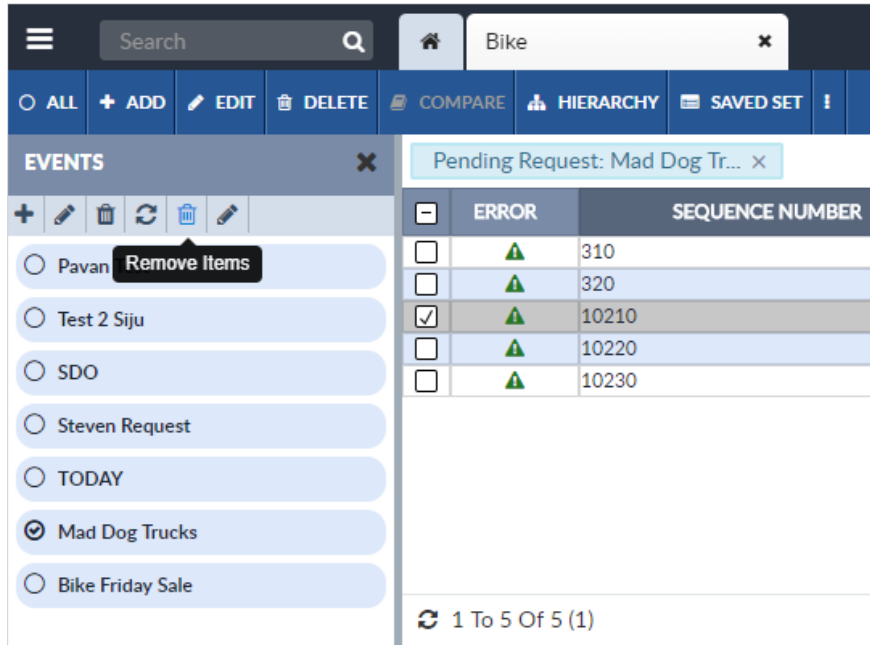 Search
Bike
ALL ADD EDIT DELETE COMPARE HIERARCHY SAVED SET
EVENTS
Remove Items
Pavan
Test 2 Siju
SDO
Steven Request
TODAY
Mad Dog Trucks
Bike Friday Sale
Pending Request: Mad Dog Tr...
ERROR SEQUENCE NUMBER
310
320
10210
10220
10230
1 To 5 Of 5 (1)